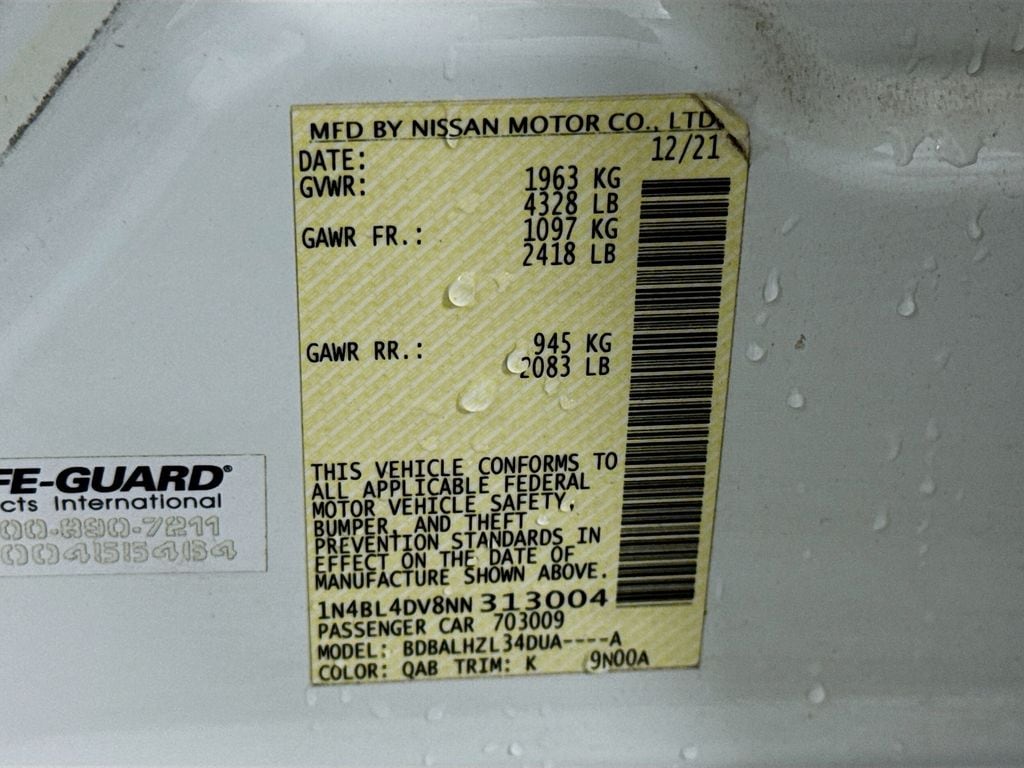 MFD BY NISSAN MOTOR CO., LTD.
DATE: 12/21
GVWR: 1963 KG
4328 LB
GAWR FR.: 1097 KG
2418 LB
GAWR RR.: 945 KG
2083 LB
THIS VEHICLE CONFORMS TO
ALL APPLICABLE FEDERAL
MOTOR VEHICLE SAFETY,
BUMPER, AND THEFT
PREVENTION STANDARDS IN
EFFECT ON THE DATE OF
MANUFACTURE SHOWN ABOVE.
1N4BL4DV8NN 313004
PASSENGER CAR 703009
MODEL: BDBALHZL34DUA----A
COLOR: QAB TRIM: K 9N00A
FE-GUARD®
cts International
00-890-7211